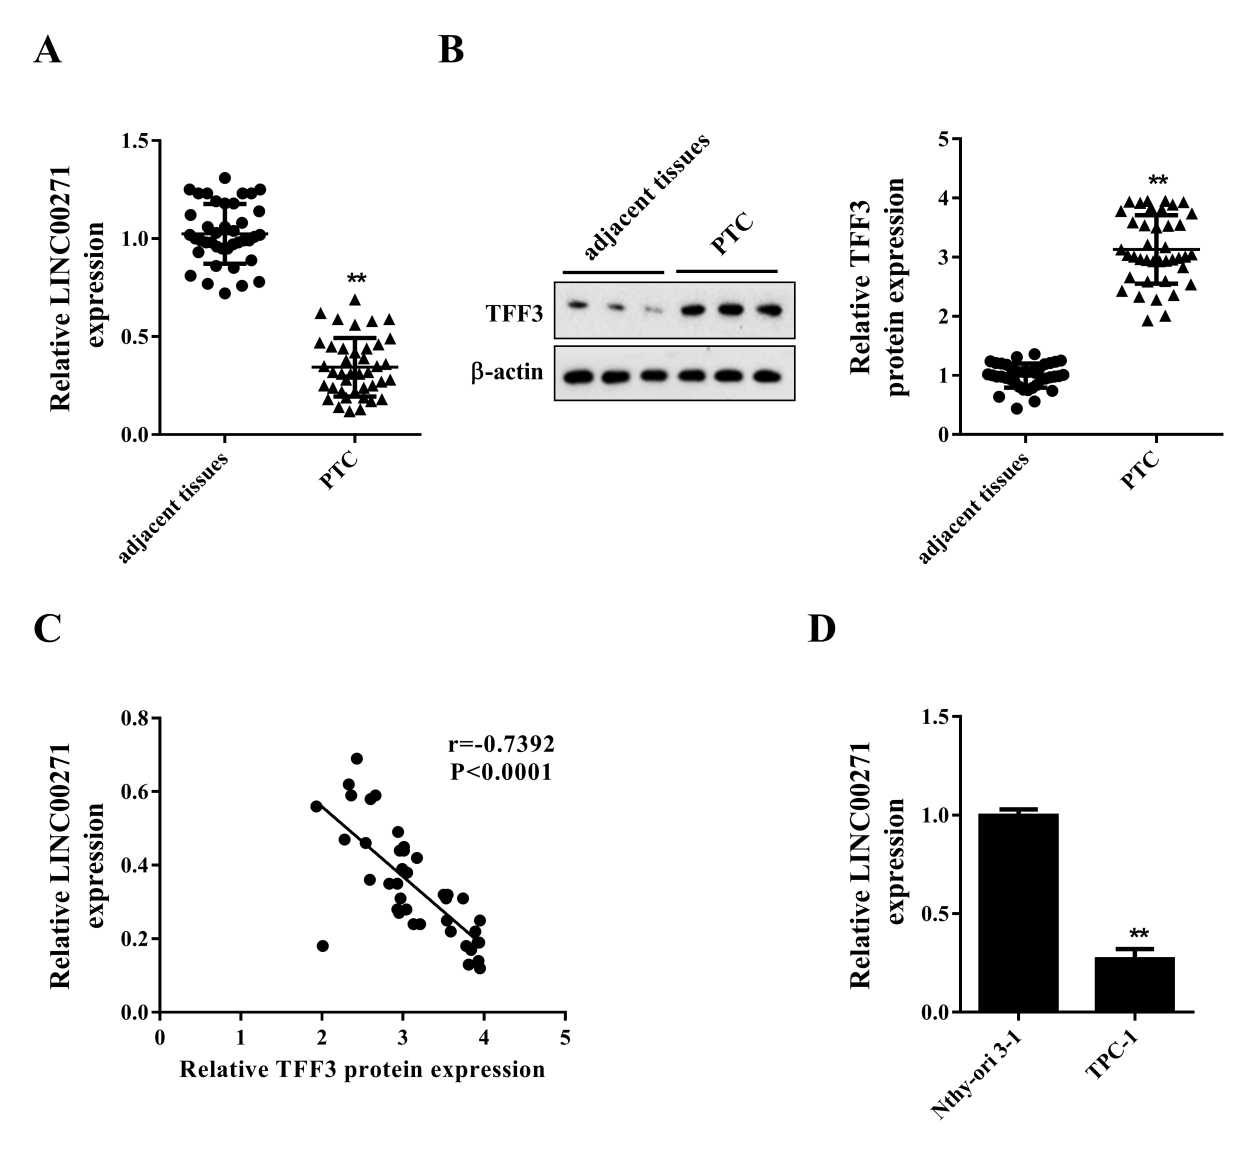 A
B
Relative LINC00271
expression
1.5
1.0
0.5
0.0
**
adjacent tissues
PTC
adjacent tissues
PTC
TFF3
β-actin
Relative TFF3
protein expression
5
4
3
2
1
0
**
adjacent tissues
PTC
C
D
Relative LINC00271
expression
0.8
0.6
0.4
0.2
0.0
r=-0.7392
P<0.0001
0 1 2 3 4 5
Relative TFF3 protein expression
Relative LINC00271
expression
1.5
1.0
0.5
0.0
**
Nthy-ori 3-1
TPC-1